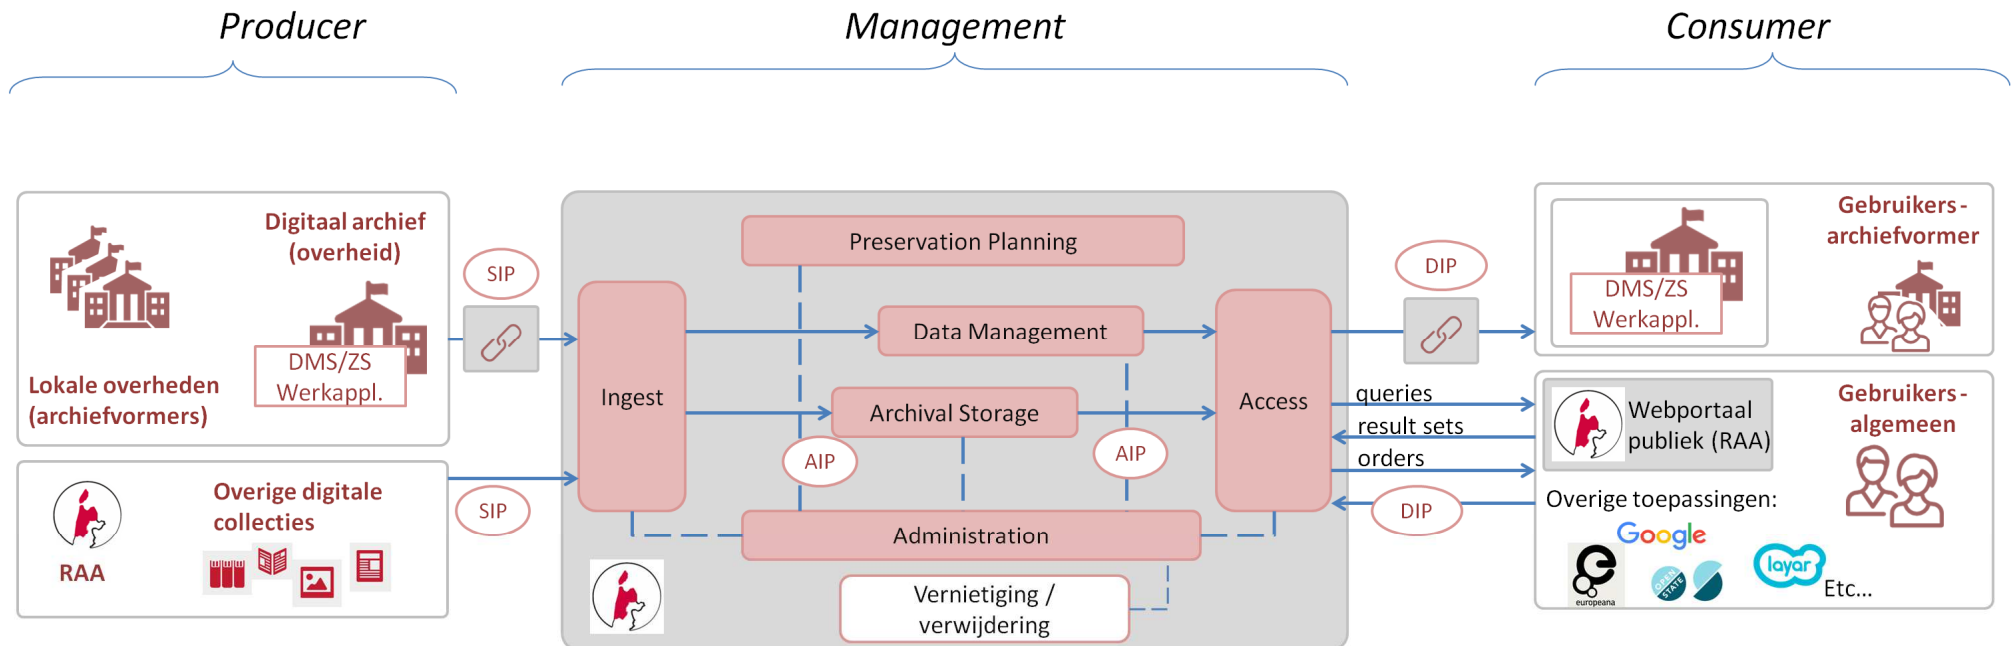 Producer
Management
Consumer
Digitaal archief
(overheid)
DMS/ZS
Werkappl.
Lokale overheden
(archiefvormers)
SIP
RAA
Overige digitale
collecties
SIP
Preservation Planning
Data Management
Ingest
Archival Storage
Access
AIP
AIP
Administration
Vernietiging /
verwijdering
DIP
queries
result sets
orders
DIP
DMS/ZS
Werkappl.
Gebruikers -
archiefvormer
Webportaal
publiek (RAA)
Gebruikers -
algemeen
Overige toepassingen:
Google
europeana
OPEN
STATE
layar
Etc...